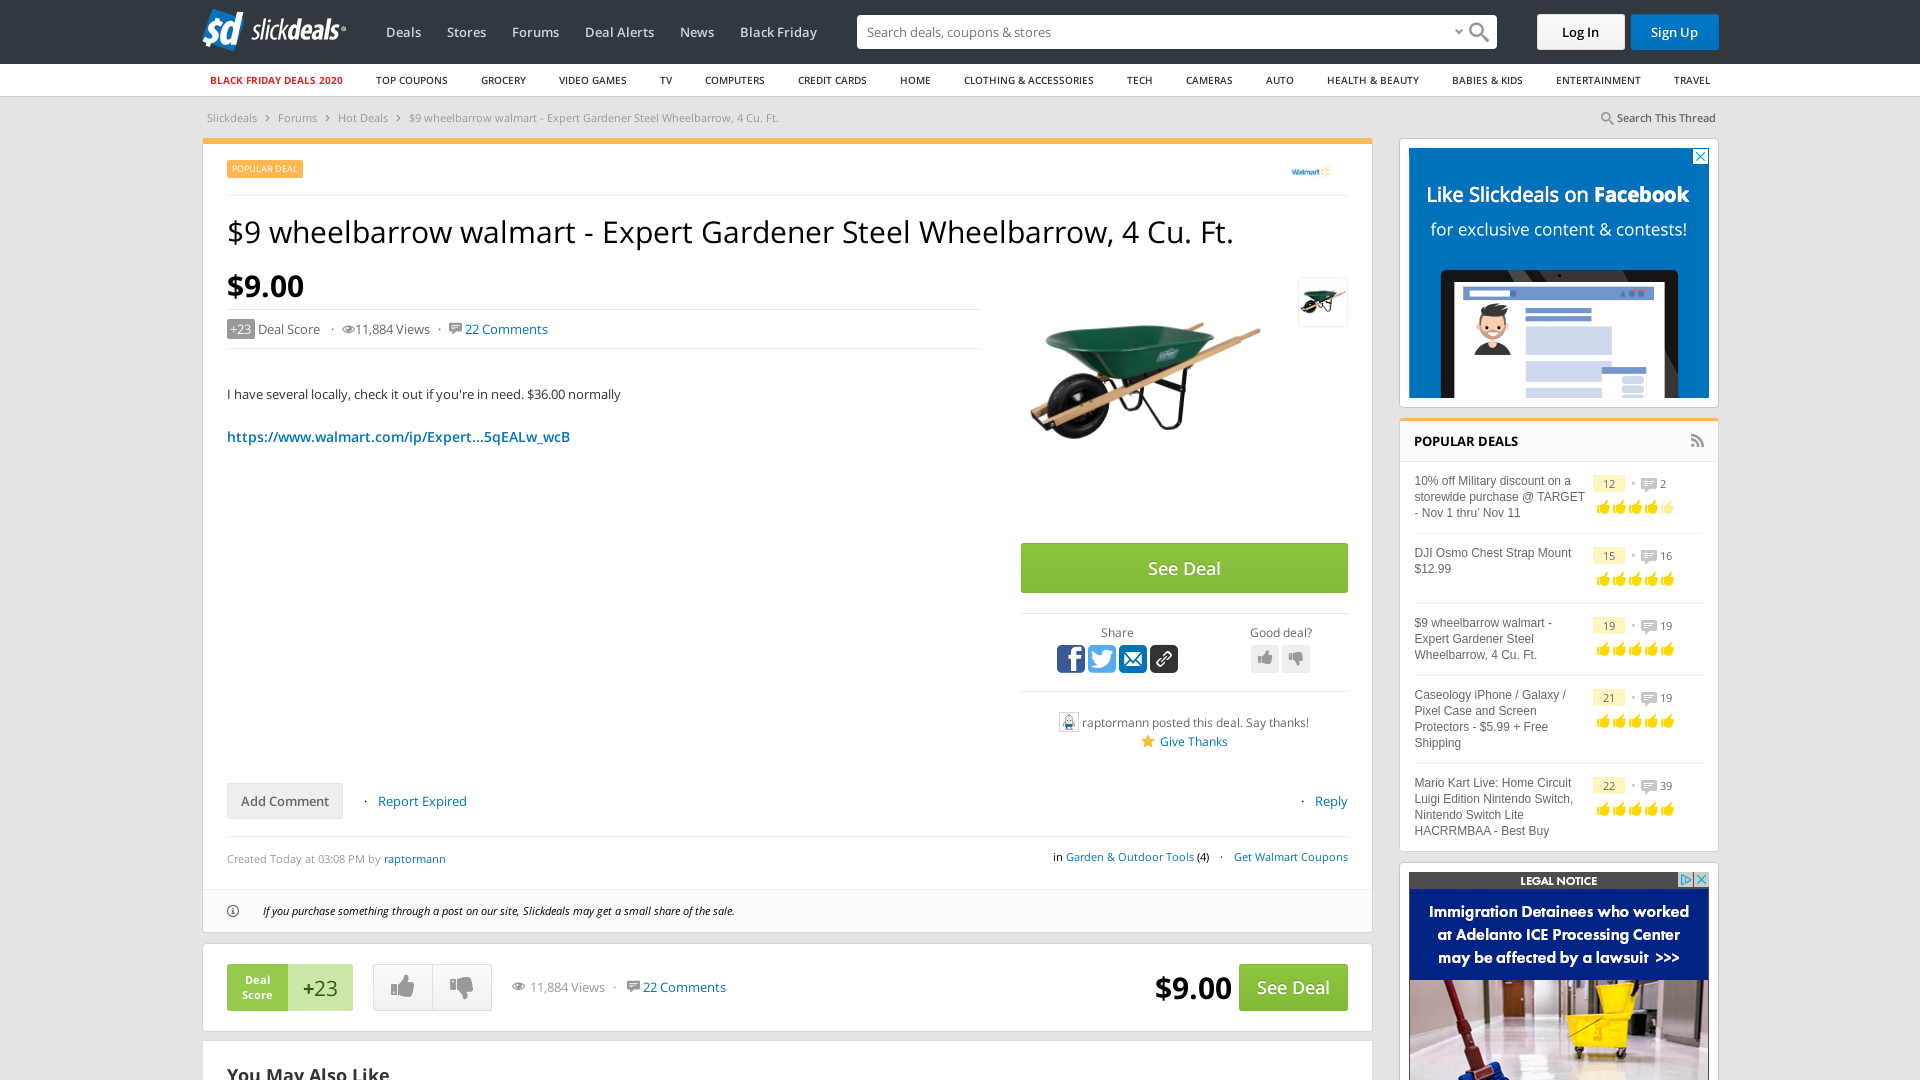 slickdeals
Deals Stores Forums Deal Alerts News Black Friday
Search deals, coupons & stores
Log In Sign Up
BLACK FRIDAY DEALS 2020 TOP COUPONS GROCERY VIDEO GAMES TV COMPUTERS CREDIT CARDS HOME CLOTHING & ACCESSORIES TECH CAMERAS AUTO HEALTH & BEAUTY BABIES & KIDS ENTERTAINMENT TRAVEL
Slickdeals › Forums › Hot Deals › $9 wheelbarrow walmart - Expert Gardener Steel Wheelbarrow, 4 Cu. Ft.
Search This Thread
POPULAR DEAL
Walmart
$9 wheelbarrow walmart - Expert Gardener Steel Wheelbarrow, 4 Cu. Ft.
$9.00
+23 Deal Score · 11,884 Views · 22 Comments
I have several locally, check it out if you're in need. $36.00 normally
https://www.walmart.com/ip/Expert...5qEALw_wcB
See Deal
Share
Good deal?
raptormann posted this deal. Say thanks!
Give Thanks
Add Comment · Report Expired
· Reply
Created Today at 03:08 PM by raptormann
in Garden & Outdoor Tools (4) · Get Walmart Coupons
If you purchase something through a post on our site, Slickdeals may get a small share of the sale.
Deal
Score
+23
11,884 Views · 22 Comments
$9.00
See Deal
You May Also Like
Like Slickdeals on Facebook
for exclusive content & contests!
POPULAR DEALS
10% off Military discount on a
storewide purchase @ TARGET
- Nov 1 thru’ Nov 11
12 • 2
DJI Osmo Chest Strap Mount
$12.99
15 • 16
$9 wheelbarrow walmart -
Expert Gardener Steel
Wheelbarrow, 4 Cu. Ft.
19 • 19
Caseology iPhone / Galaxy /
Pixel Case and Screen
Protectors - $5.99 + Free
Shipping
21 • 19
Mario Kart Live: Home Circuit
Luigi Edition Nintendo Switch,
Nintendo Switch Lite
HACRRMBAA - Best Buy
22 • 39
LEGAL NOTICE
Immigration Detainees who worked
at Adelanto ICE Processing Center
may be affected by a lawsuit >>>